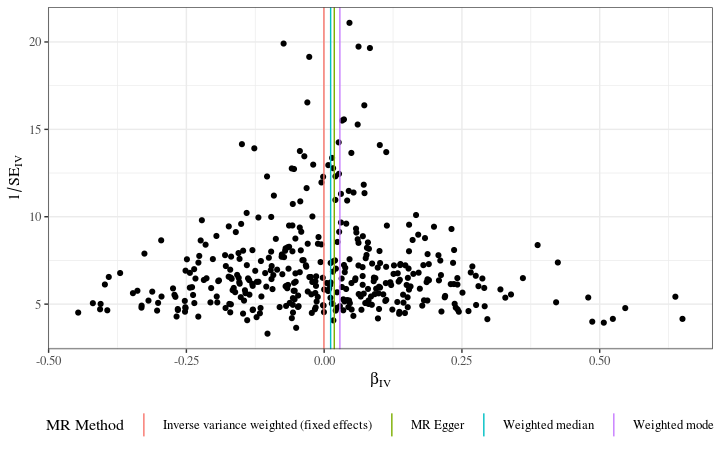 20
15
10
5
1/SE_IV
-0.50
-0.25
0.00
0.25
0.50
β_IV
MR Method
Inverse variance weighted (fixed effects)
MR Egger
Weighted median
Weighted mode